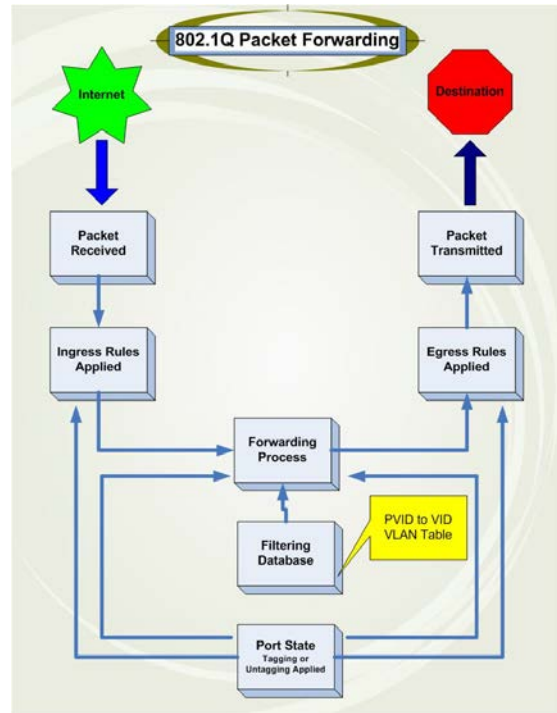 802.1Q Packet Forwarding
Internet
Destination
Packet
Received
Packet
Transmitted
Ingress Rules
Applied
Egress Rules
Applied
Forwarding
Process
PVID to VID
VLAN Table
Filtering
Database
Port State
Tagging or
Untagging Applied